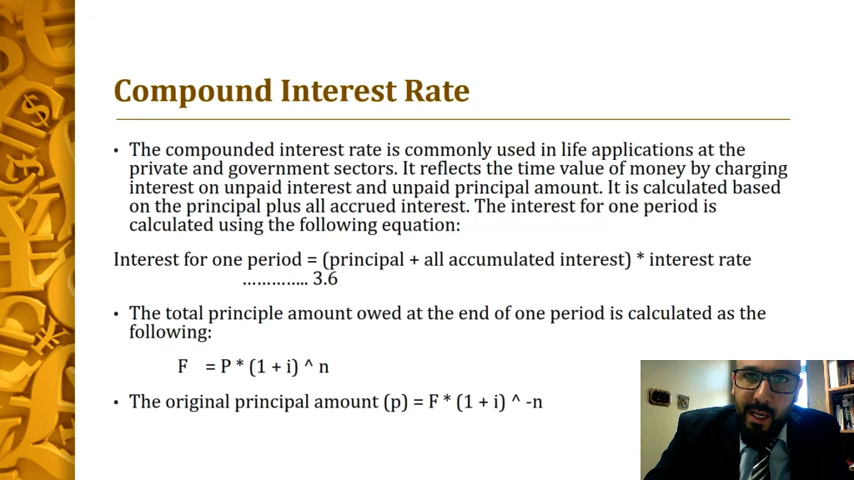 Compound Interest Rate
• The compounded interest rate is commonly used in life applications at the
private and government sectors. It reflects the time value of money by charging
interest on unpaid interest and unpaid principal amount. It is calculated based
on the principal plus all accrued interest. The interest for one period is
calculated using the following equation:
Interest for one period = (principal + all accumulated interest) * interest rate
………….. 3.6
• The total principle amount owed at the end of one period is calculated as the
following:
F = P * (1 + i) ^ n
• The original principal amount (p) = F * (1 + i) ^ -n